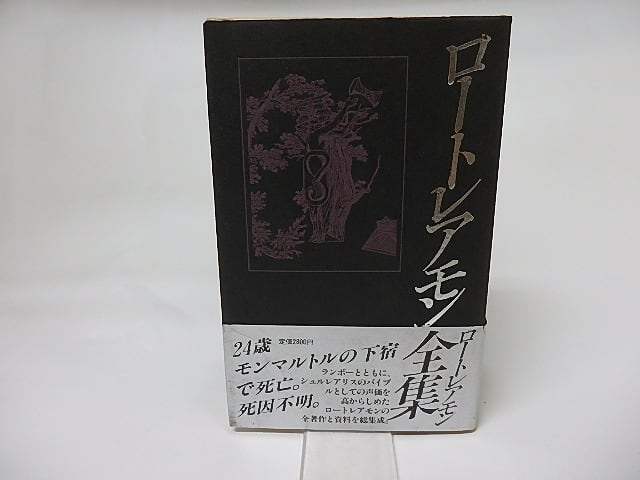 ロートレアモン全集
ロートレアモン
24歳
定価2800円
モンマルトルの下宿
で死亡。
死因不明。
ランボーとともに、
シュルレアリスのバイブ
ルとしての声価を
高からしめた
ロートレアモンの
全著作と資料を総集成。